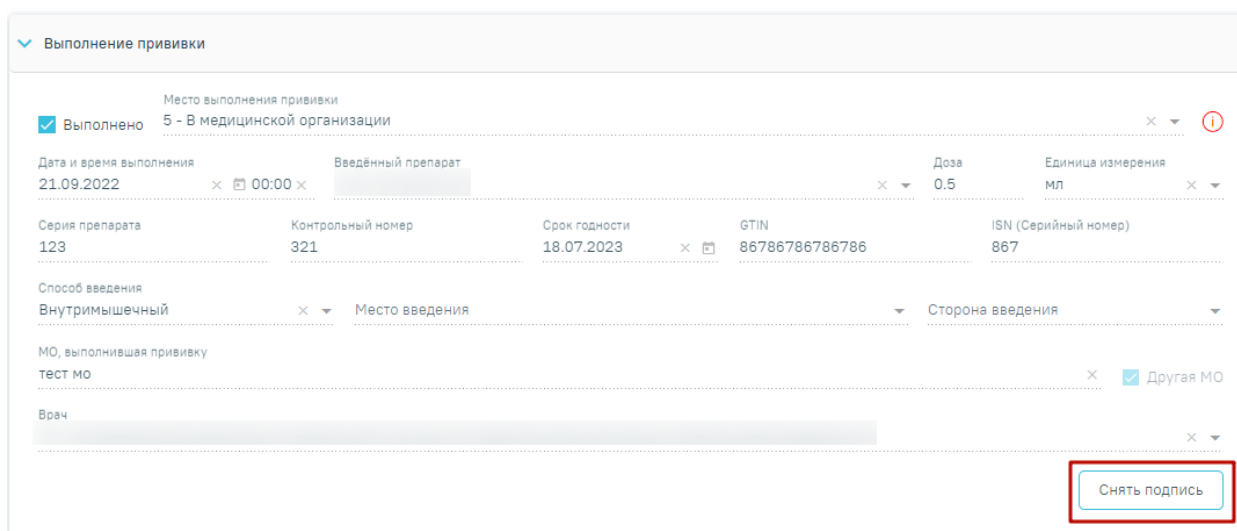 Выполнение прививки
Место выполнения прививки
Выполнено 5 - В медицинской организации
Дата и время выполнения Введённый препарат Доза Единица измерения
21.09.2022 00:00 0.5 мл
Серия препарата Контрольный номер Срок годности GTIN ISN (Серийный номер)
123 321 18.07.2023 86786786786786 867
Способ введения
Внутримышечный Место введения Сторона введения
МО, выполнившая прививку
тест мо Другая МО
Врач
Снять подпись